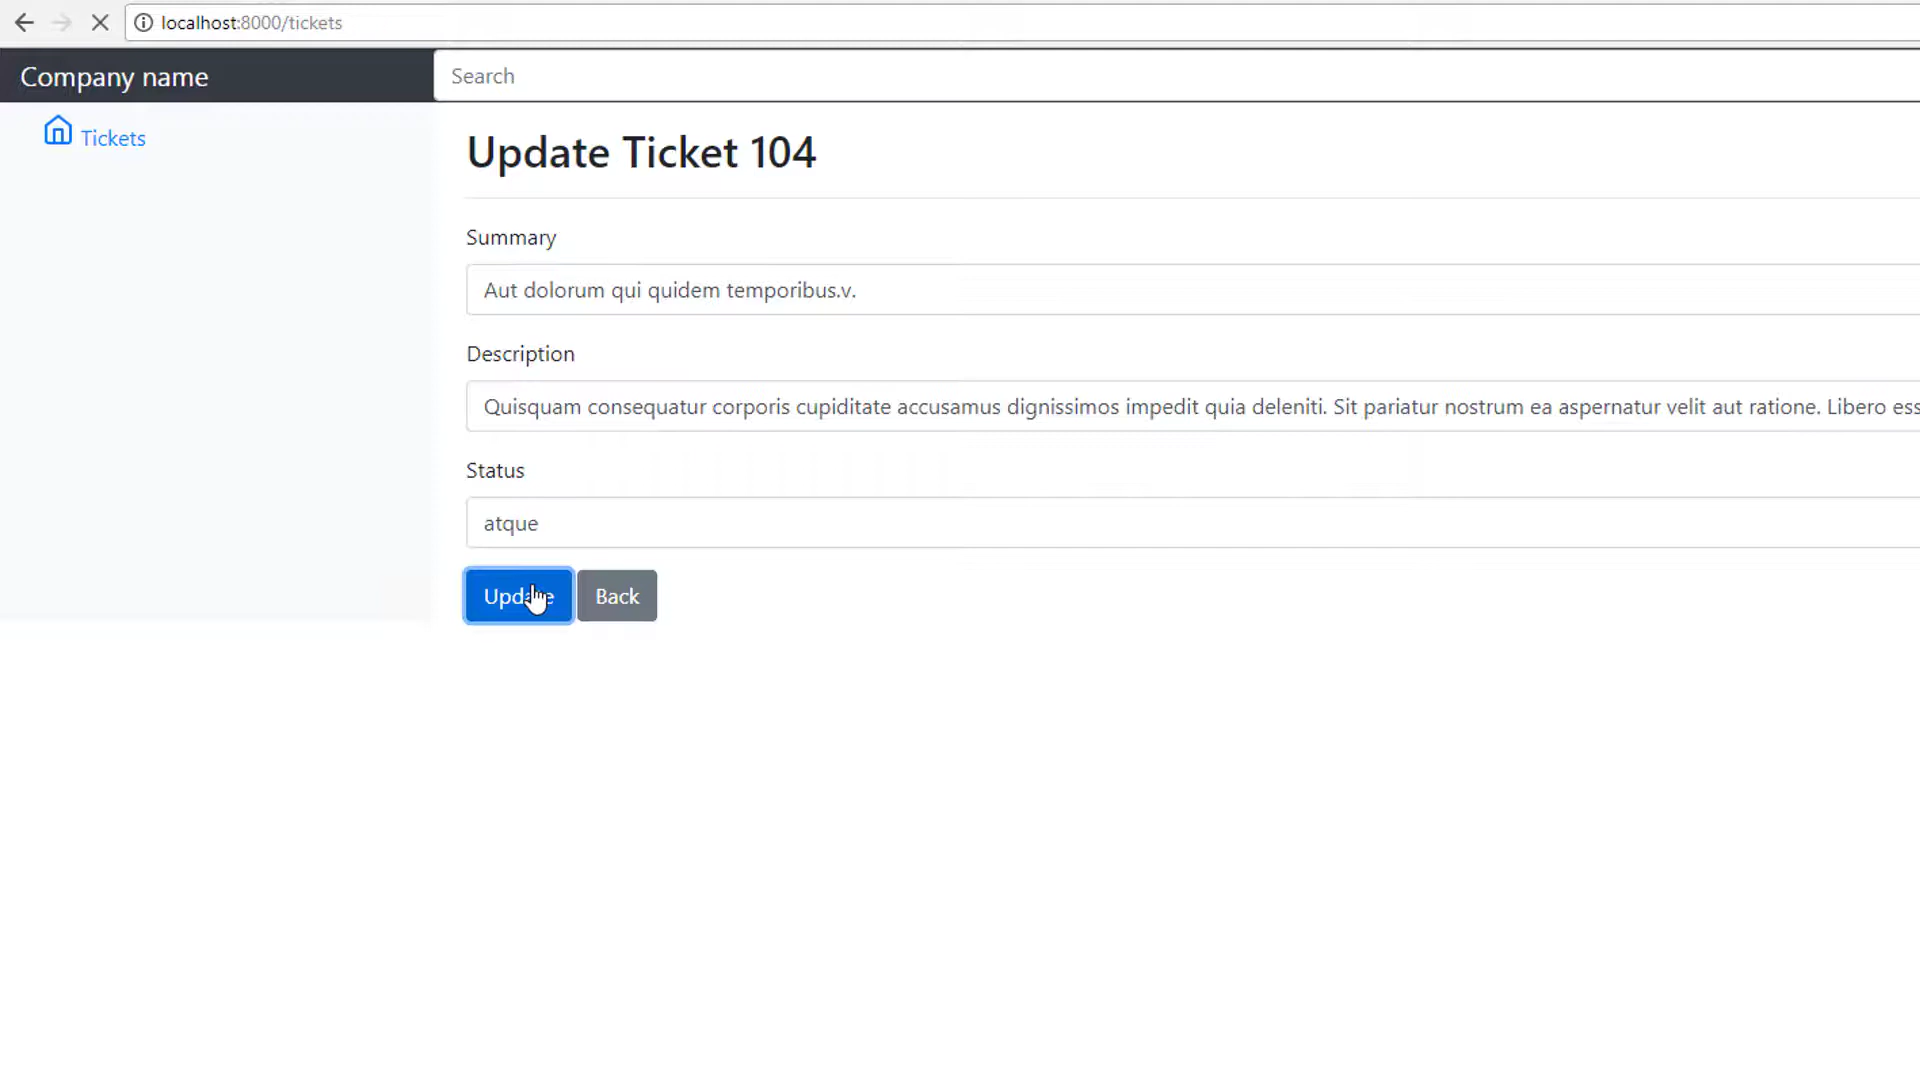 localhost:8000/tickets
Company name
Search
Tickets
Update Ticket 104
Summary
Aut dolorum qui quidem temporibus.v.
Description
Quisquam consequatur corporis cupiditate accusamus dignissimos impedit quia deleniti. Sit pariatur nostrum ea aspernatur velit aut ratione. Libero ess
Status
atque
Update Back